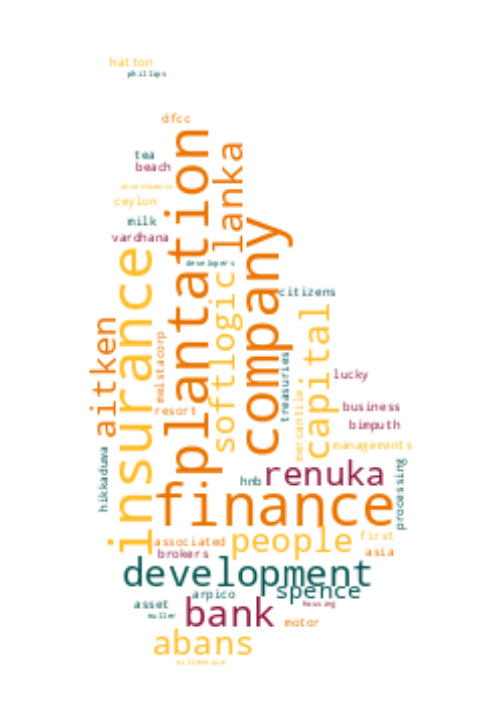 hatton
phillips
dfcc
plantation
lanka
tea
beach
investments
ceylon
milk
vardhana
company
insurance
developers
softlogic
citizens
capital
aitken
melstacorp
treasuries
lucky
mercantile.
resort
business
bimputh
managements
hikkaduwa
processing
renuka
hnb
finance
people
first
associated
brokers
asia
development
spence
arpico
asset
housing
bank
muller
motor
abans
millennium